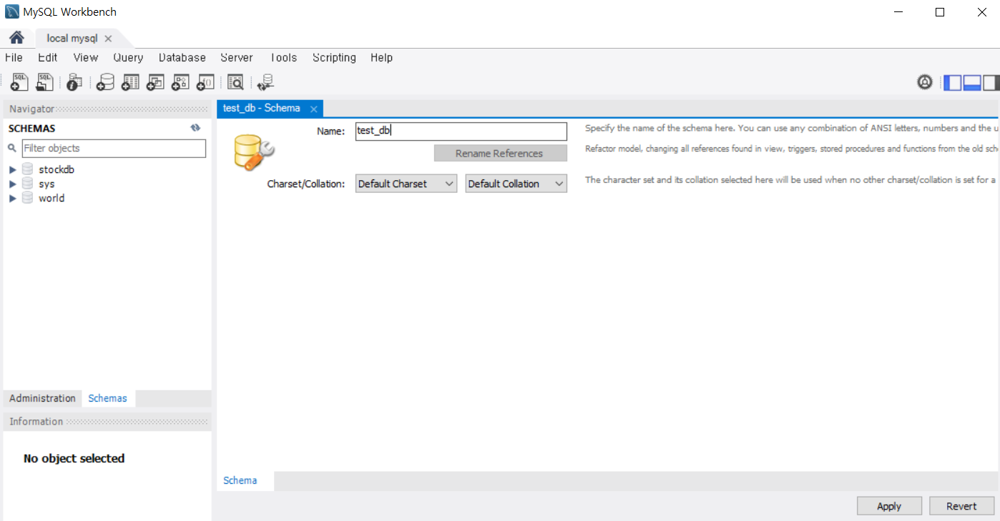 MySQL Workbench
local mysql
File Edit View Query Database Server Tools Scripting Help
Navigator
SCHEMAS
Filter objects
stockdb
sys
world
Administration Schemas
Information
No object selected
test_db - Schema
Name: test_db
Specify the name of the schema here. You can use any combination of ANSI letters, numbers and the u
Rename References
Refactor model, changing all references found in view, triggers, stored procedures and functions from the old sch
Charset/Collation: Default Charset Default Collation
The character set and its collation selected here will be used when no other charset/collation is set for a
Schema
Apply Revert